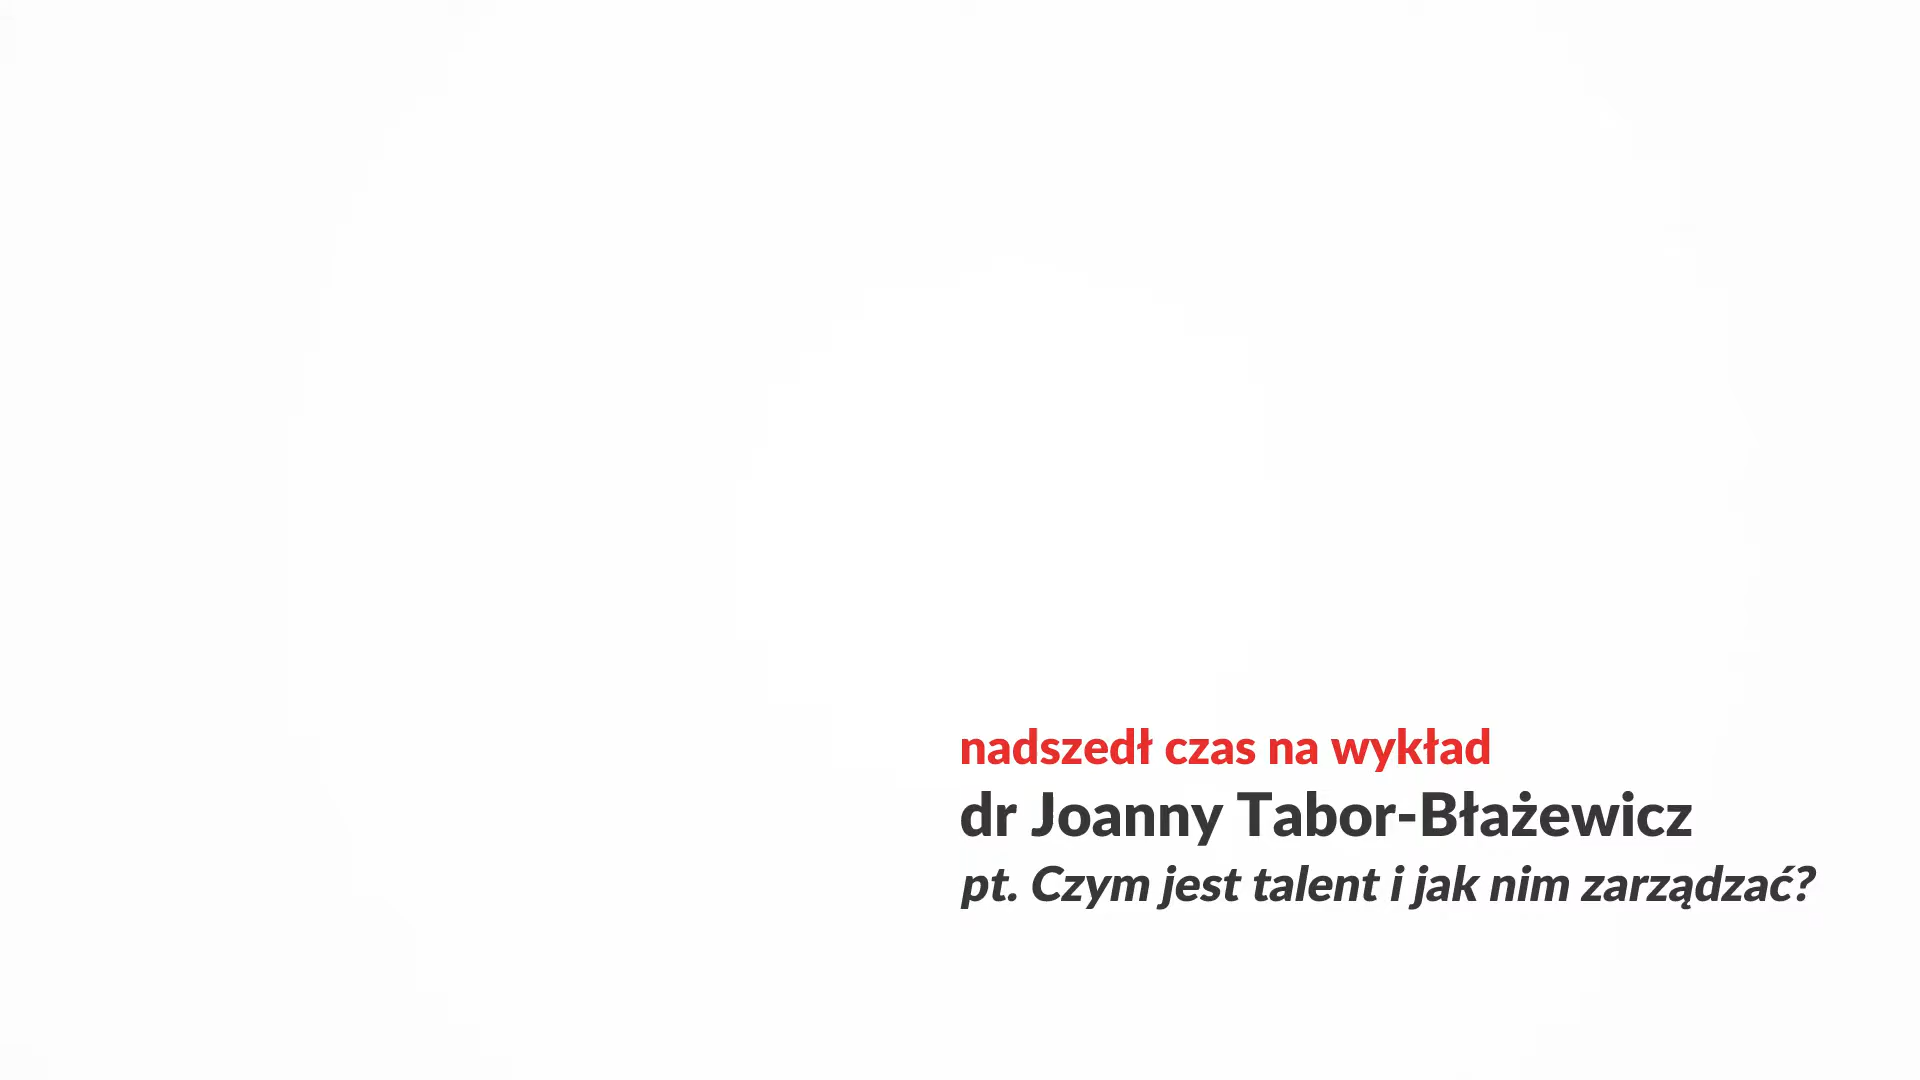 nadszedł czas na wykład
dr Joanny Tabor-Błażewicz
pt. Czym jest talent i jak nim zarządzać?